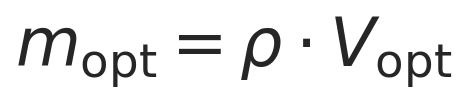 m_opt = ρ · V_opt